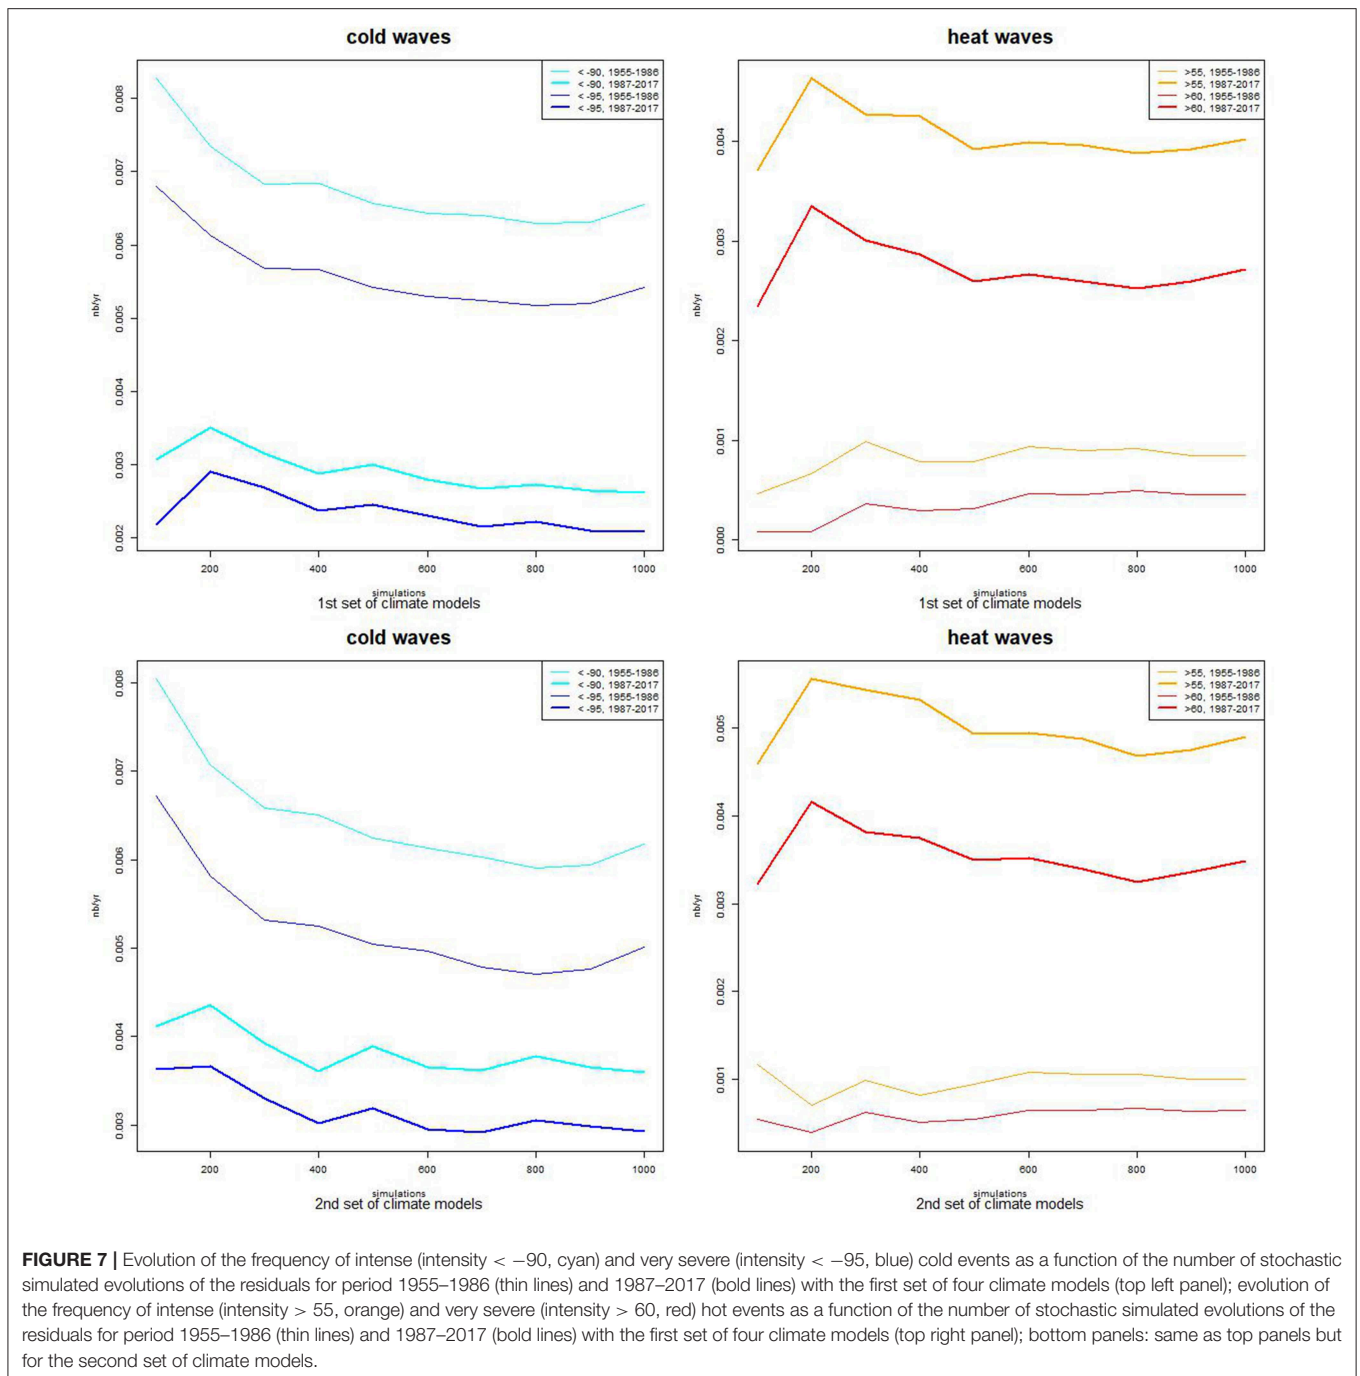 cold waves
< -90, 1955-1986
< -90, 1987-2017
< -95, 1955-1986
< -95, 1987-2017
nb/yr
0.008
0.007
0.006
0.005
0.004
0.003
0.002
200 400 600 800 1000
simulations
1st set of climate models
heat waves
>55, 1955-1986
>55, 1987-2017
>60, 1955-1986
>60, 1987-2017
nb/yr
0.004
0.003
0.002
0.001
0.000
200 400 600 800 1000
simulations
1st set of climate models
cold waves
< -90, 1955-1986
< -90, 1987-2017
< -95, 1955-1986
< -95, 1987-2017
nb/yr
0.008
0.007
0.006
0.005
0.004
0.003
200 400 600 800 1000
simulations
2nd set of climate models
heat waves
>55, 1955-1986
>55, 1987-2017
>60, 1955-1986
>60, 1987-2017
nb/yr
0.005
0.004
0.003
0.002
0.001
200 400 600 800 1000
simulations
2nd set of climate models
FIGURE 7 | Evolution of the frequency of intense (intensity < −90, cyan) and very severe (intensity < −95, blue) cold events as a function of the number of stochastic
simulated evolutions of the residuals for period 1955–1986 (thin lines) and 1987–2017 (bold lines) with the first set of four climate models (top left panel); evolution of
the frequency of intense (intensity > 55, orange) and very severe (intensity > 60, red) hot events as a function of the number of stochastic simulated evolutions of the
residuals for period 1955–1986 (thin lines) and 1987–2017 (bold lines) with the first set of four climate models (top right panel); bottom panels: same as top panels but
for the second set of climate models.